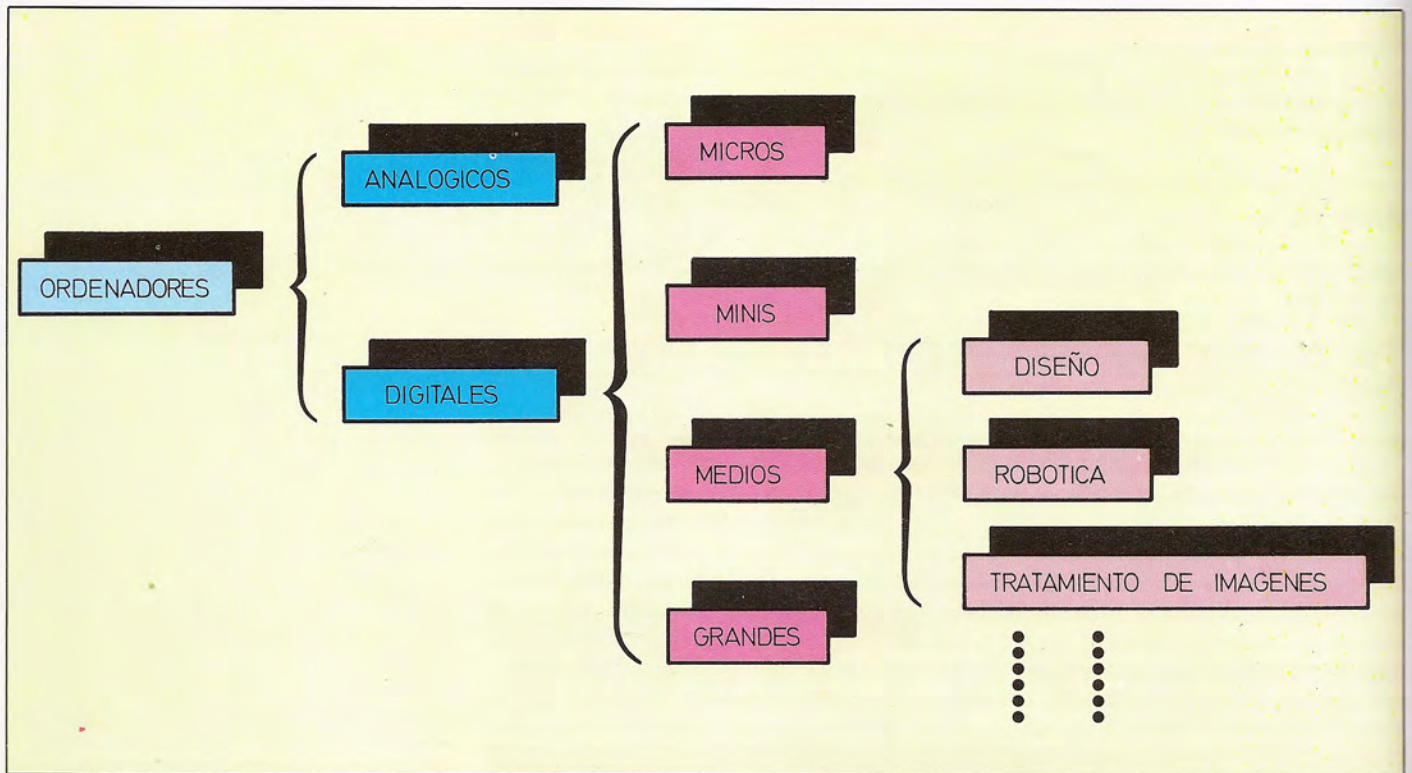 ORDENADORES
ANALOGICOS
DIGITALES
MICROS
MINIS
MEDIOS
GRANDES
DISEÑO
ROBOTICA
TRATAMIENTO DE IMAGENES